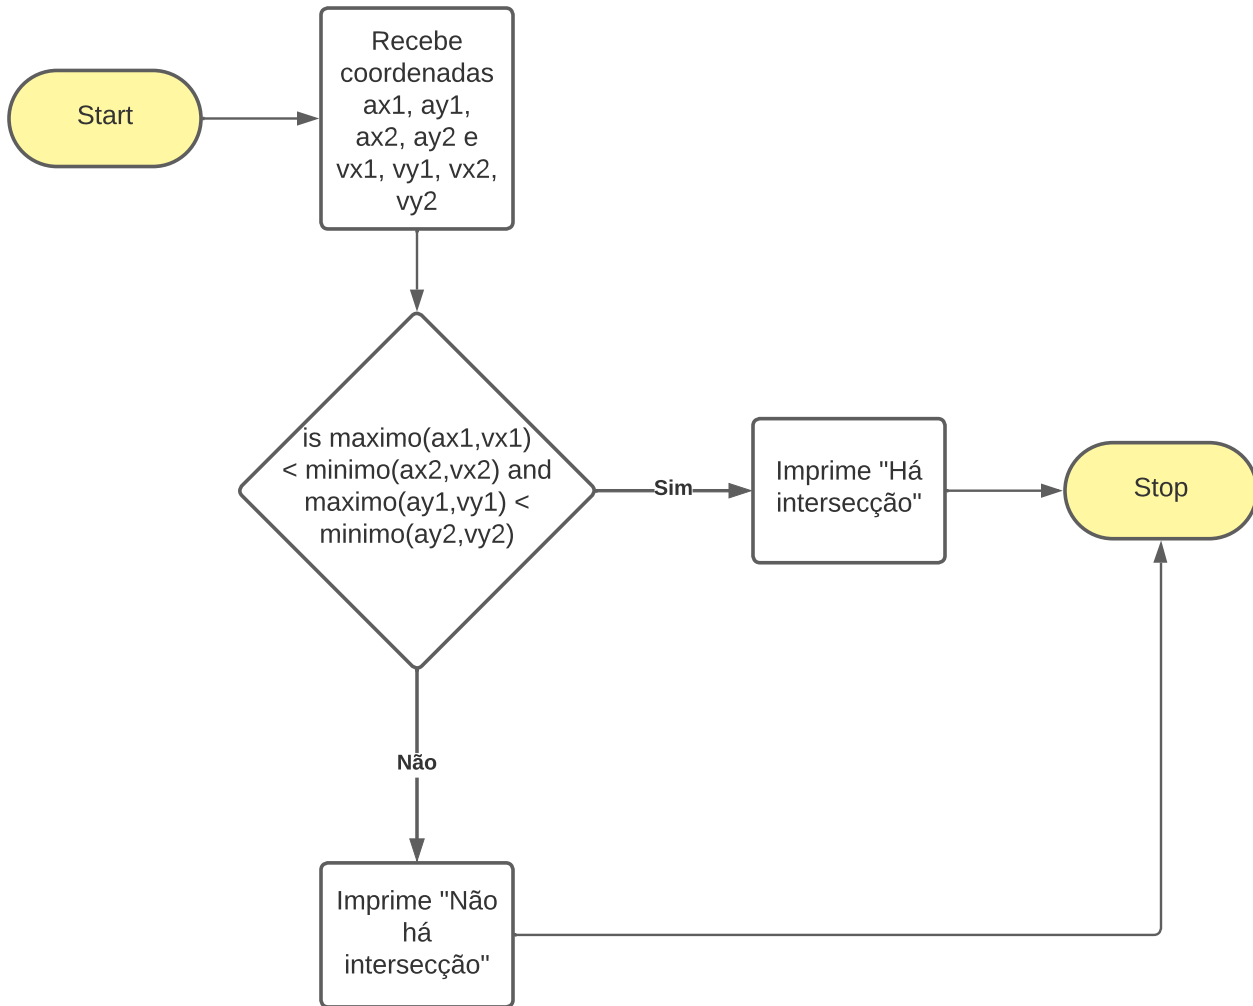 Start
Recebe
coordenadas
ax1, ay1,
ax2, ay2 e
vx1, vy1, vx2,
vy2
is maximo(ax1,vx1)
< minimo(ax2,vx2) and
maximo(ay1,vy1) <
minimo(ay2,vy2)
Sim
Imprime "Há
intersecção"
Stop
Não
Imprime "Não
há
intersecção"